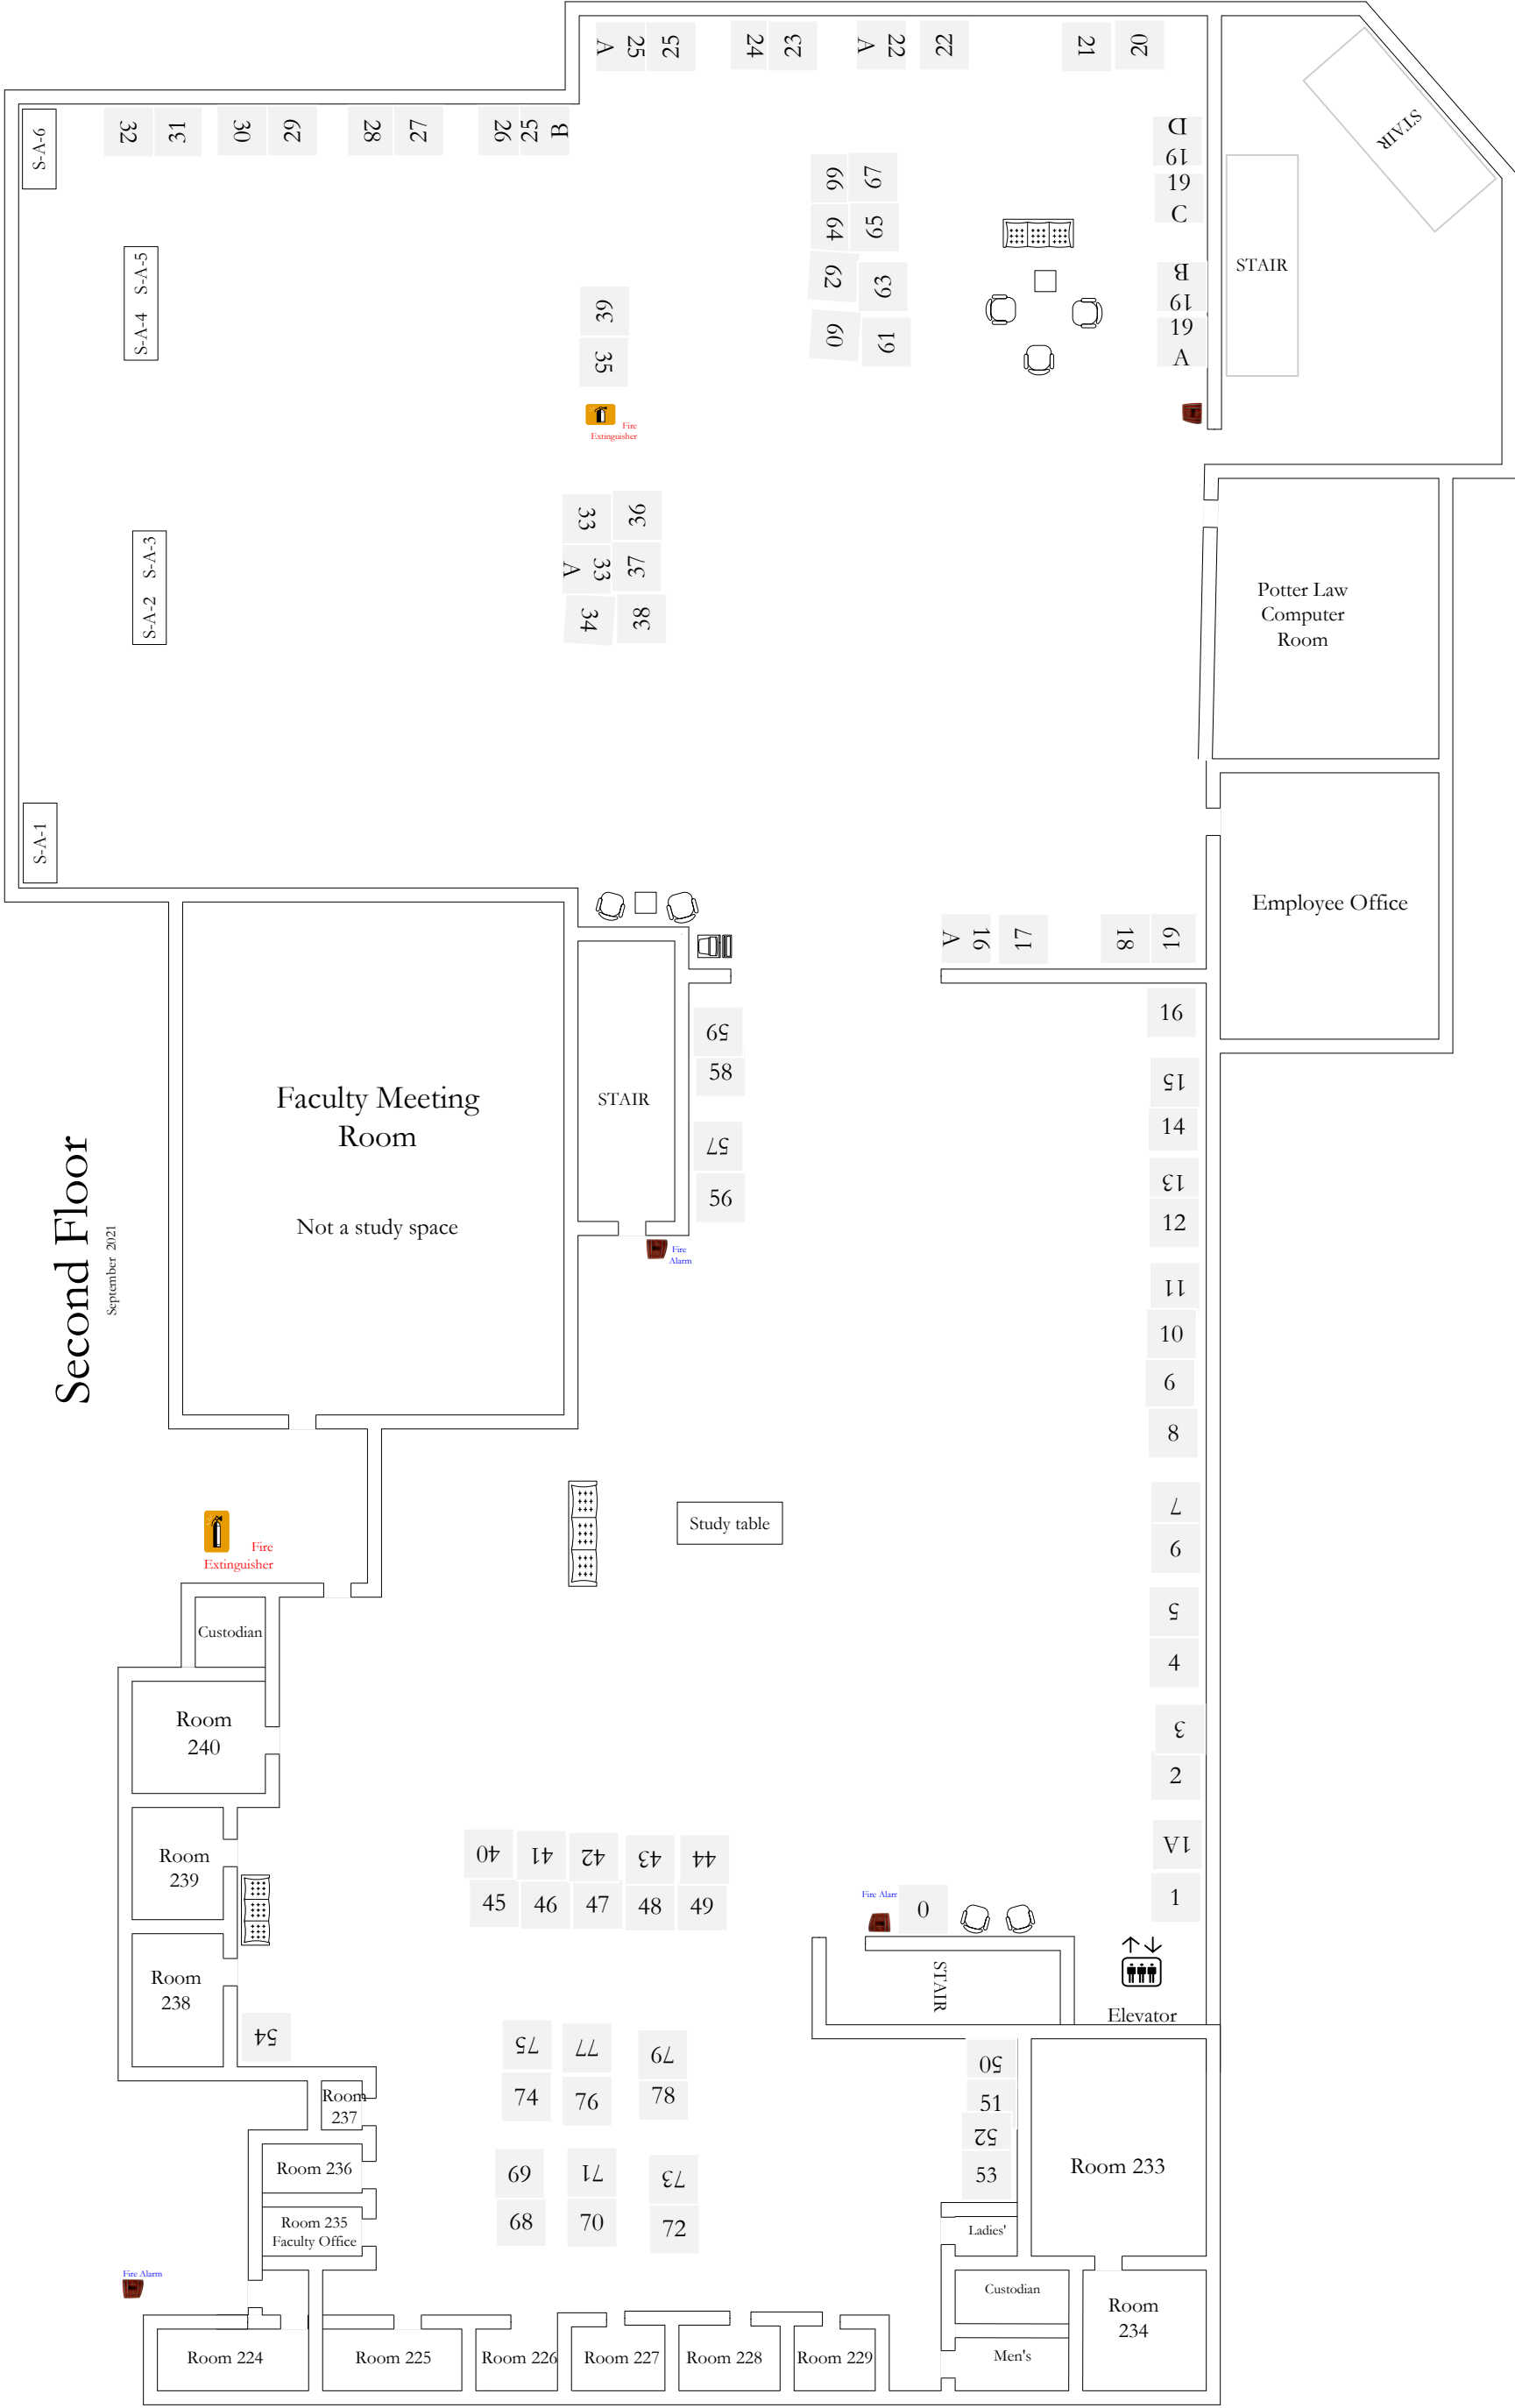 A
25
25
24
23
A
22
22
21
20
STAIR
S-A-6
32
31
30
29
28
27
26
25
B
D
19
19
C
66
67
64
65
62
63
60
61
STAIR
B
19
19
A
S-A-4 S-A-5
39
35
Fire
Extinguisher
33
36
A
33
37
34
38
S-A-2 S-A-3
Potter Law
Computer
Room
S-A-1
Employee Office
A
16
17
18
19
16
59
58
57
56
STAIR
Faculty Meeting
Room
Not a study space
Fire
Alarm
Second Floor
September 2021
15
14
13
12
11
10
9
8
7
6
5
4
3
2
1A
1
Study table
Fire
Extinguisher
Custodian
Room
240
Room
239
Room
238
40
41
42
43
44
45
46
47
48
49
Fire Alarm
0
STAIR
Elevator
54
75
77
79
74
76
78
50
51
52
53
Room
237
Room 236
Room 235
Faculty Office
69
71
73
68
70
72
Room 233
Ladies'
Custodian
Men's
Room
234
Fire Alarm
Room 224
Room 225
Room 226
Room 227
Room 228
Room 229